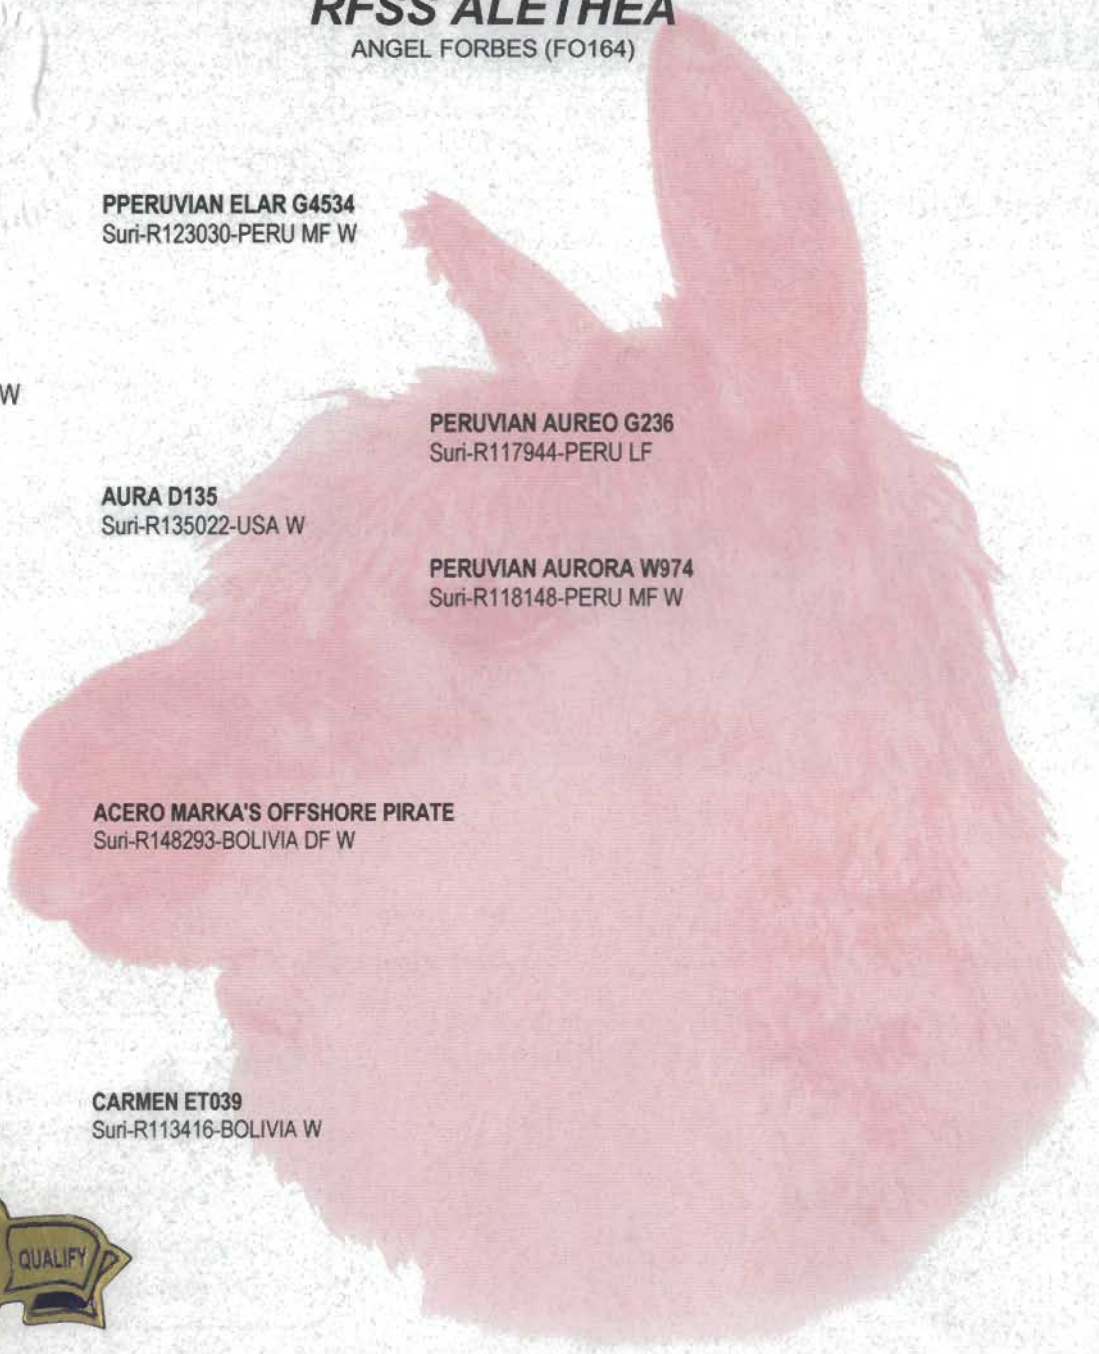 RFSS ALETHEA
ANGEL FORBES (FO164)
PPERUVIAN ELAR G4534
Suri-R123030-PERU MF W
W
PERUVIAN AUREO G236
Suri-R117944-PERU LF
AURA D135
Suri-R135022-USA W
PERUVIAN AURORA W974
Suri-R118148-PERU MF W
ACERO MARKA'S OFFSHORE PIRATE
Suri-R148293-BOLIVIA DF W
CARMEN ET039
Suri-R113416-BOLIVIA W
QUALIFY